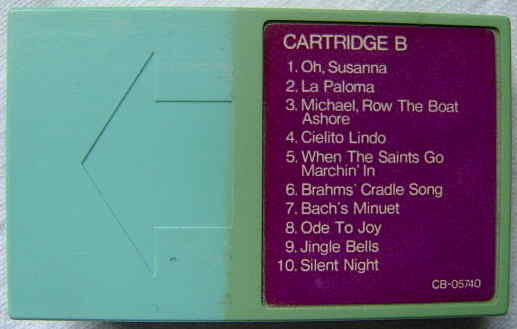 CARTRIDGE B
1. Oh, Susanna
2. La Paloma
3. Michael, Row The Boat
Ashore
4. Cielito Lindo
5. When The Saints Go
Marchin' In
6. Brahms' Cradle Song
7. Bach's Minuet
8. Ode To Joy
9. Jingle Bells
10. Silent Night
CB-05740